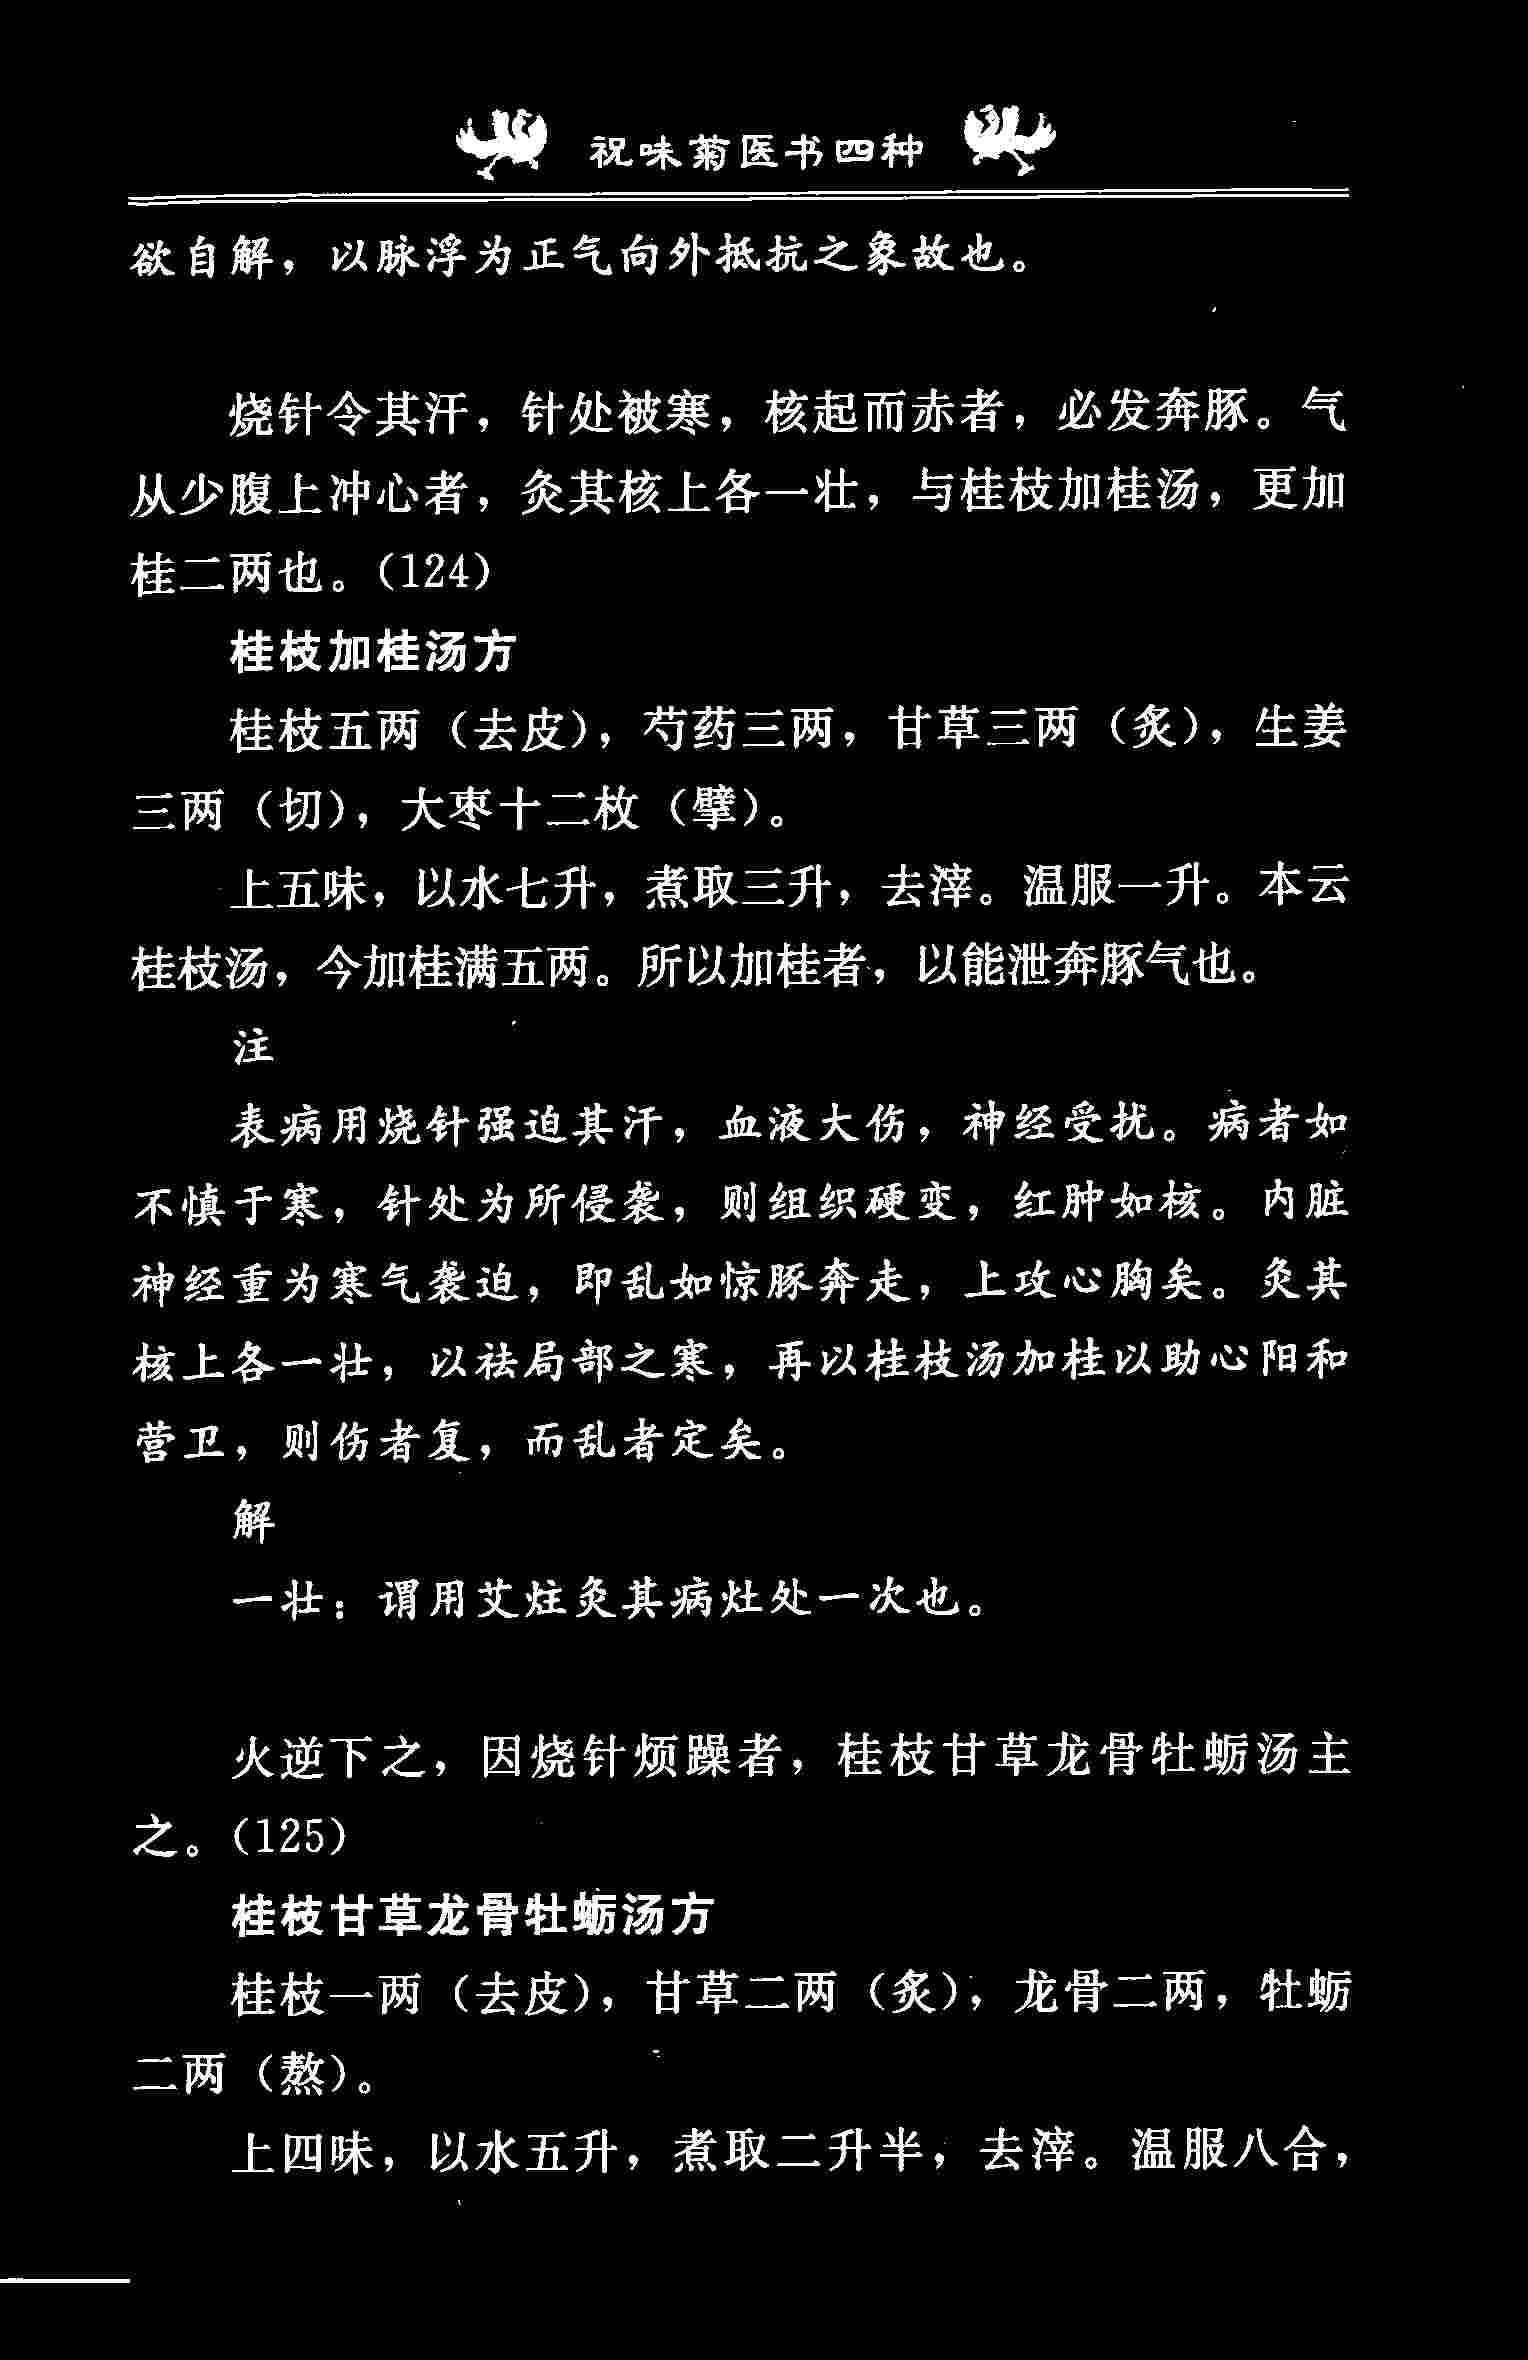 祝味菊医书四种
欲自解，以脉浮为正气向外抵抗之象故也。
烧针令其汗，针处被寒，核起而赤者，必发奔豚。气
从少腹上冲心者，灸其核上各一壮，与桂枝加桂汤，更加
桂二两也。（124）
桂枝加桂汤方
桂枝五两（去皮），芍药三两，甘草三两（炙），生姜
三两（切），大枣十二枚（擘）。
上五味，以水七升，煮取三升，去滓。温服一升。本云
桂枝汤，今加桂满五两。所以加桂者，以能泄奔豚气也。
注
表病用烧针强迫其汗，血液大伤，神经受扰。病者如
不慎于寒，针处为所侵袭，则组织硬变，红肿如核。内脏
神经重为寒气袭迫，即乱如惊豚奔走，上攻心胸矣。灸其
核上各一壮，以祛局部之寒，再以桂枝汤加桂以助心阳和
营卫，则伤者复，而乱者定矣。
解
一壮：谓用艾炷灸其病灶处一次也。
火逆下之，因烧针烦躁者，桂枝甘草龙骨牡蛎汤主
之。（125）
桂枝甘草龙骨牡蛎汤方
桂枝一两（去皮），甘草二两（炙），龙骨二两，牡蛎
二两（熬）。
上四味，以水五升，煮取二升半，去滓。温服八合，